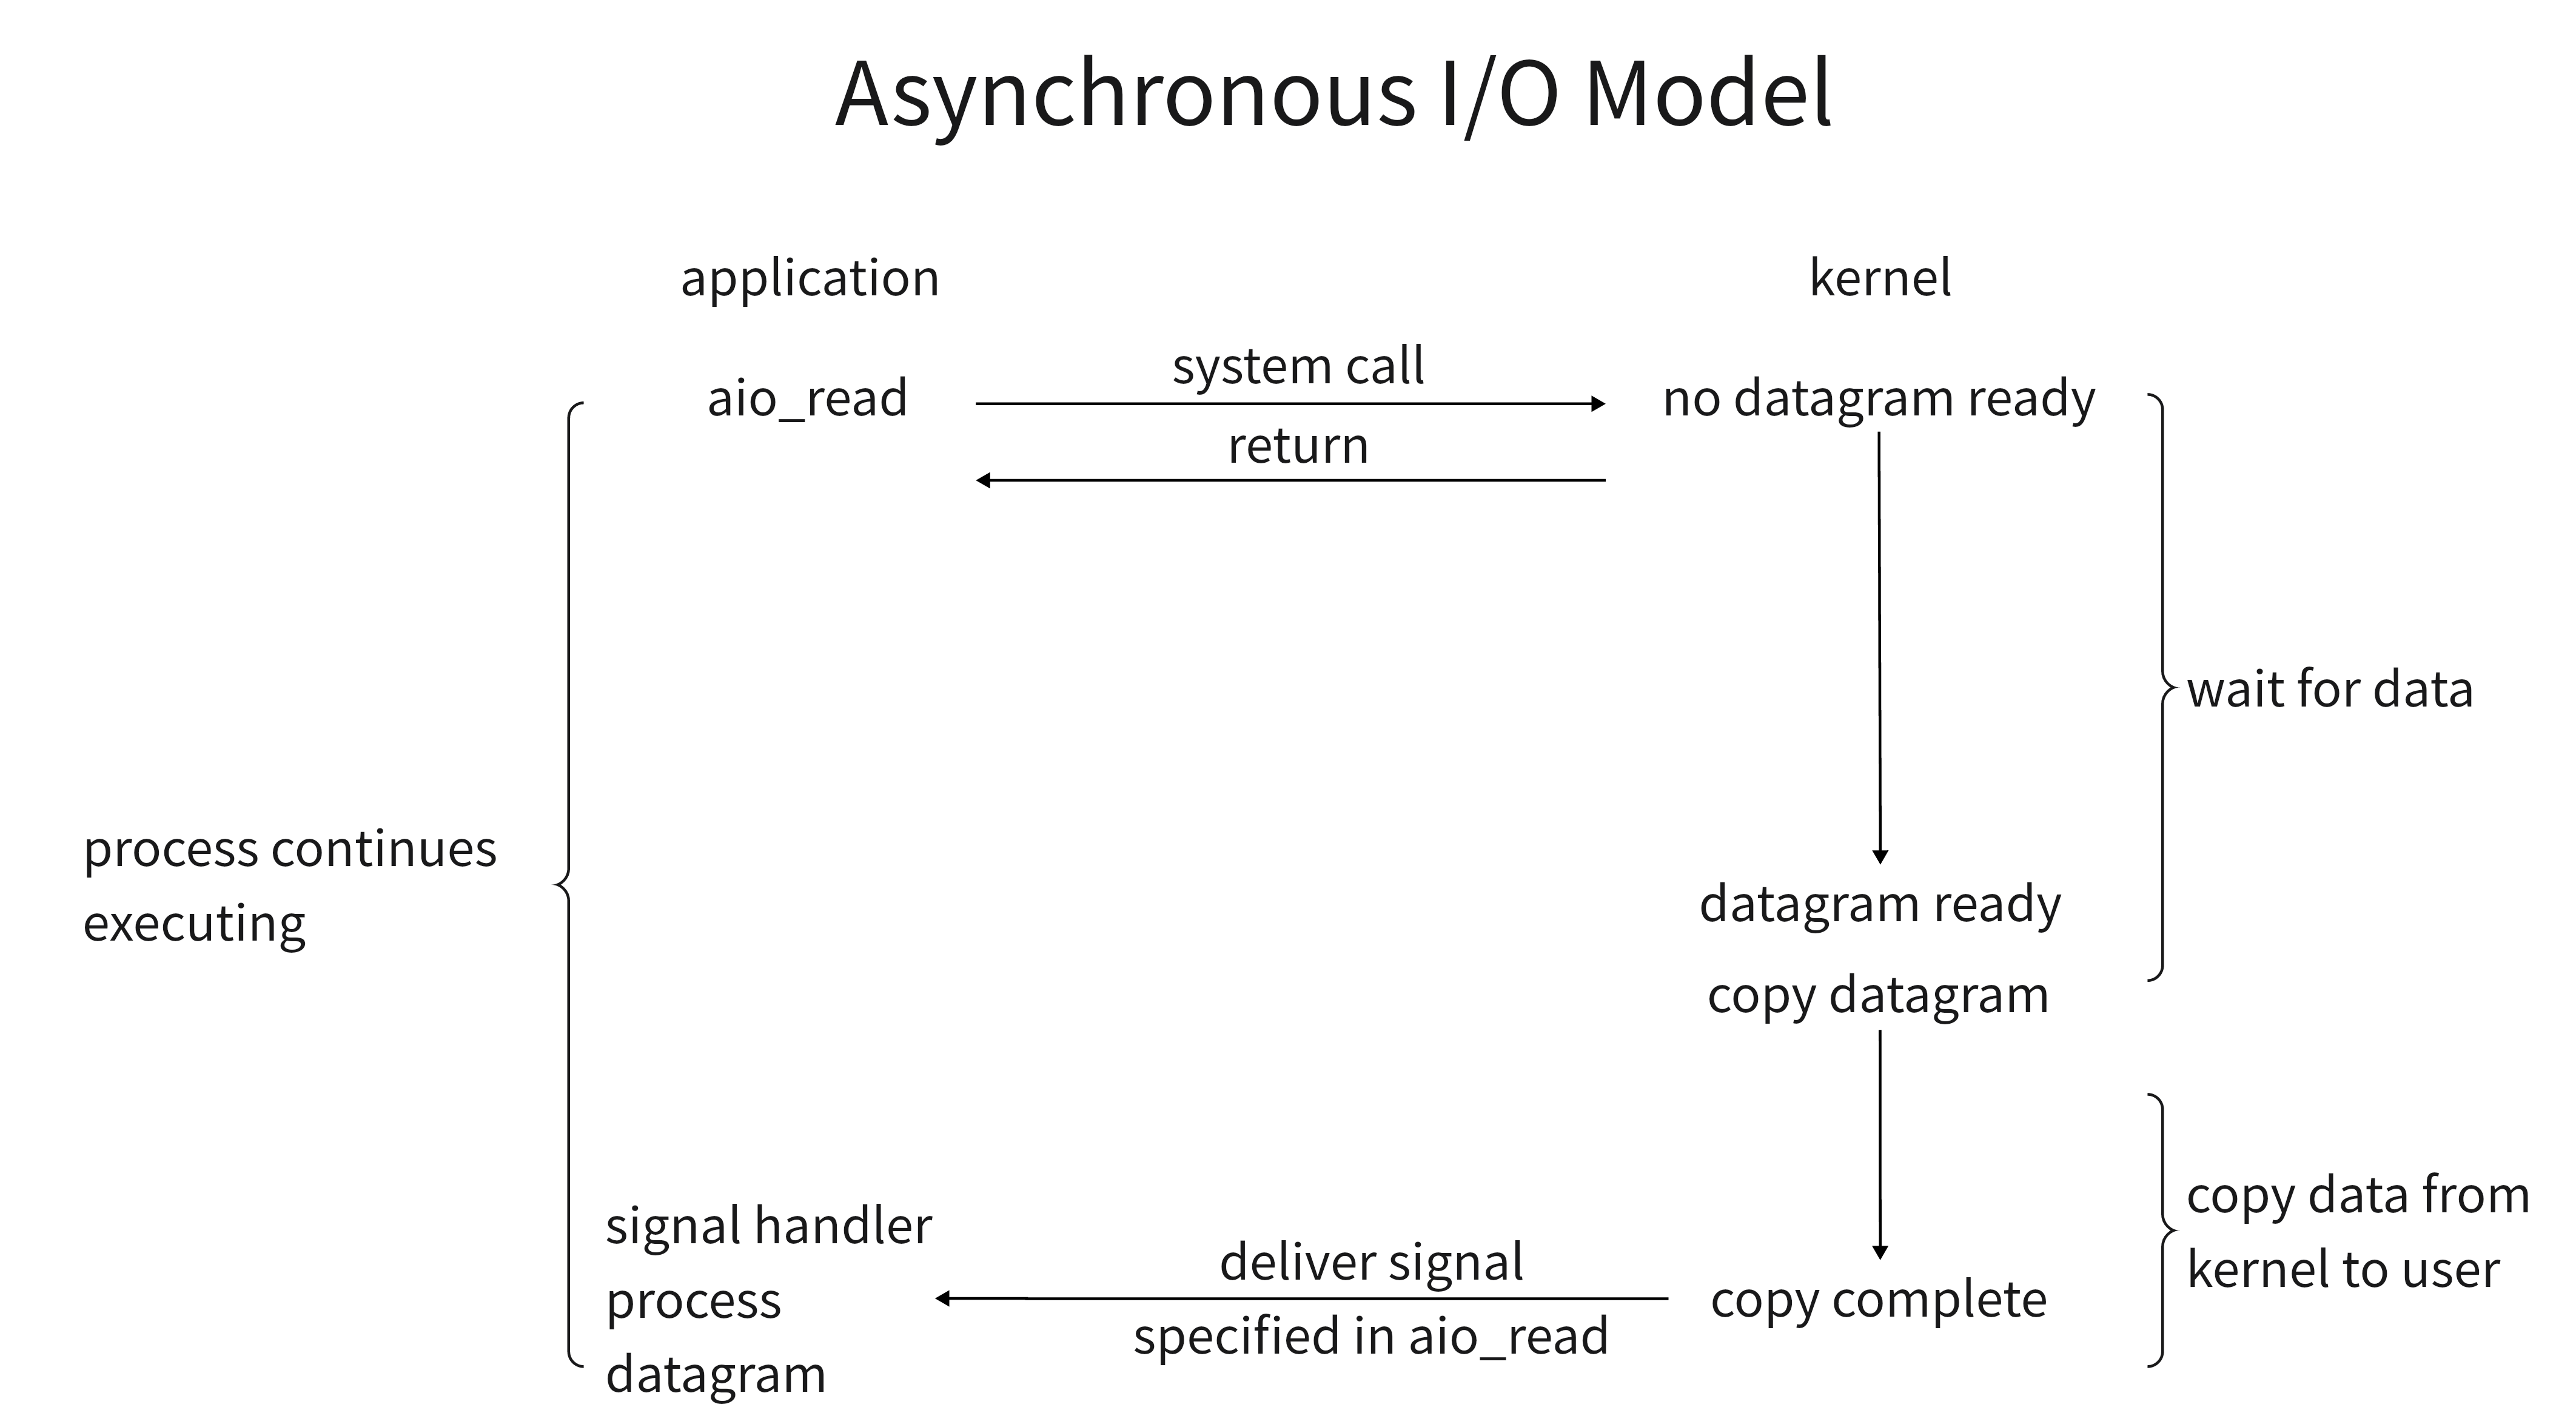 Asynchronous I/O Model
application
kernel
aio_read
system call
no datagram ready
return
wait for data
process continues
executing
datagram ready
copy datagram
signal handler
process
datagram
deliver signal
specified in aio_read
copy complete
copy data from
kernel to user